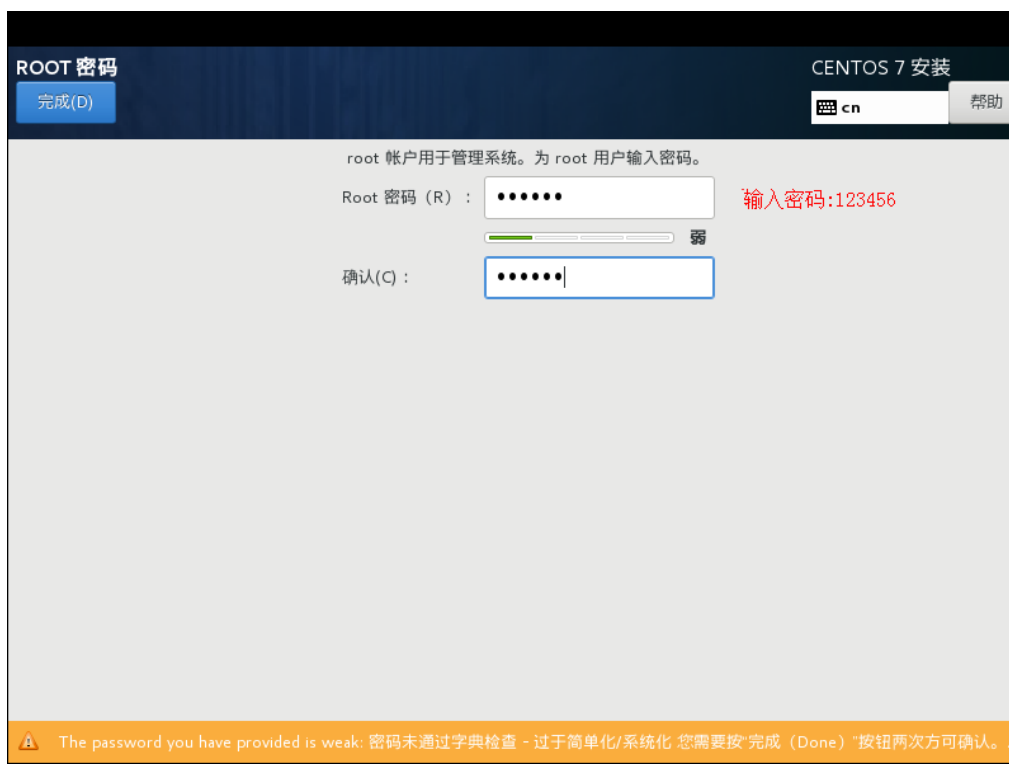 ROOT 密码
CENTOS 7 安装
完成(D)
cn
帮助
root 帐户用于管理系统。为 root 用户输入密码。
Root 密码（R）：
••••••
输入密码:123456
弱
确认(C)：
••••••
The password you have provided is weak: 密码未通过字典检查 - 过于简单化/系统化 您需要按"完成（Done）"按钮两次方可确认。